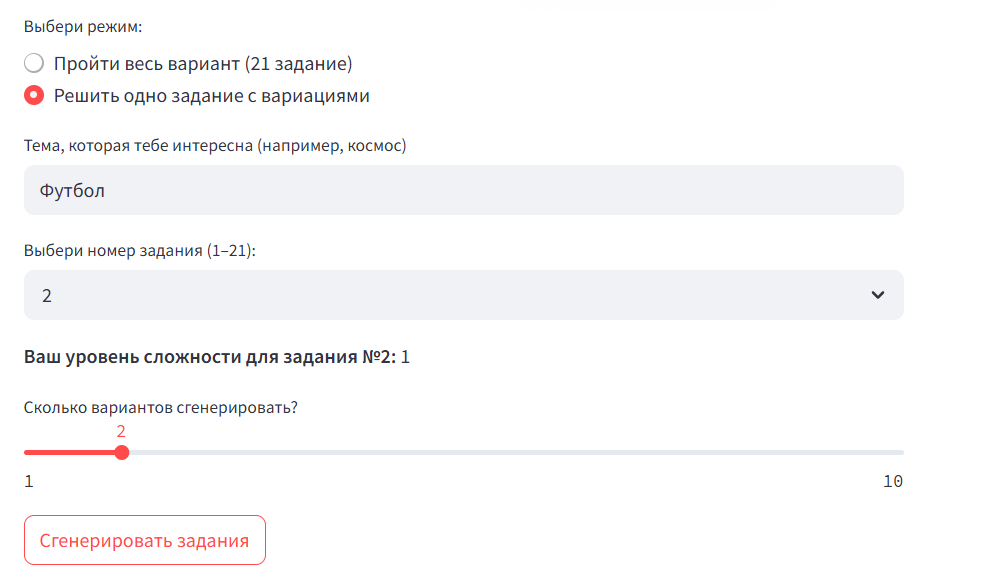 Выбери режим:
Пройти весь вариант (21 задание)
Решить одно задание с вариациями
Тема, которая тебе интересна (например, космос)
Футбол
Выбери номер задания (1–21):
2
Ваш уровень сложности для задания №2: 1
Сколько вариантов сгенерировать?
2
1 10
Сгенерировать задания